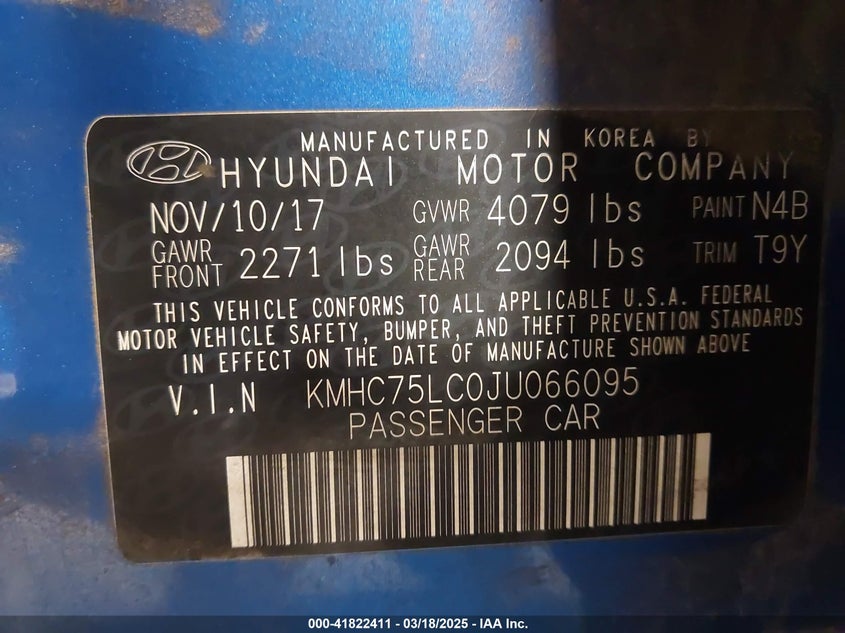 MANUFACTURED IN KOREA BY
HYUNDAI MOTOR COMPANY
NOV/10/17 GVWR 4079 lbs PAINT N4B
GAWR FRONT 2271 lbs GAWR REAR 2094 lbs TRIM T9Y
THIS VEHICLE CONFORMS TO ALL APPLICABLE U.S.A. FEDERAL
MOTOR VEHICLE SAFETY, BUMPER, AND THEFT PREVENTION STANDARDS
IN EFFECT ON THE DATE OF MANUFACTURE SHOWN ABOVE
V.I.N KMHC75LC0JU066095
PASSENGER CAR
000-41822411 - 03/18/2025 - IAA Inc.